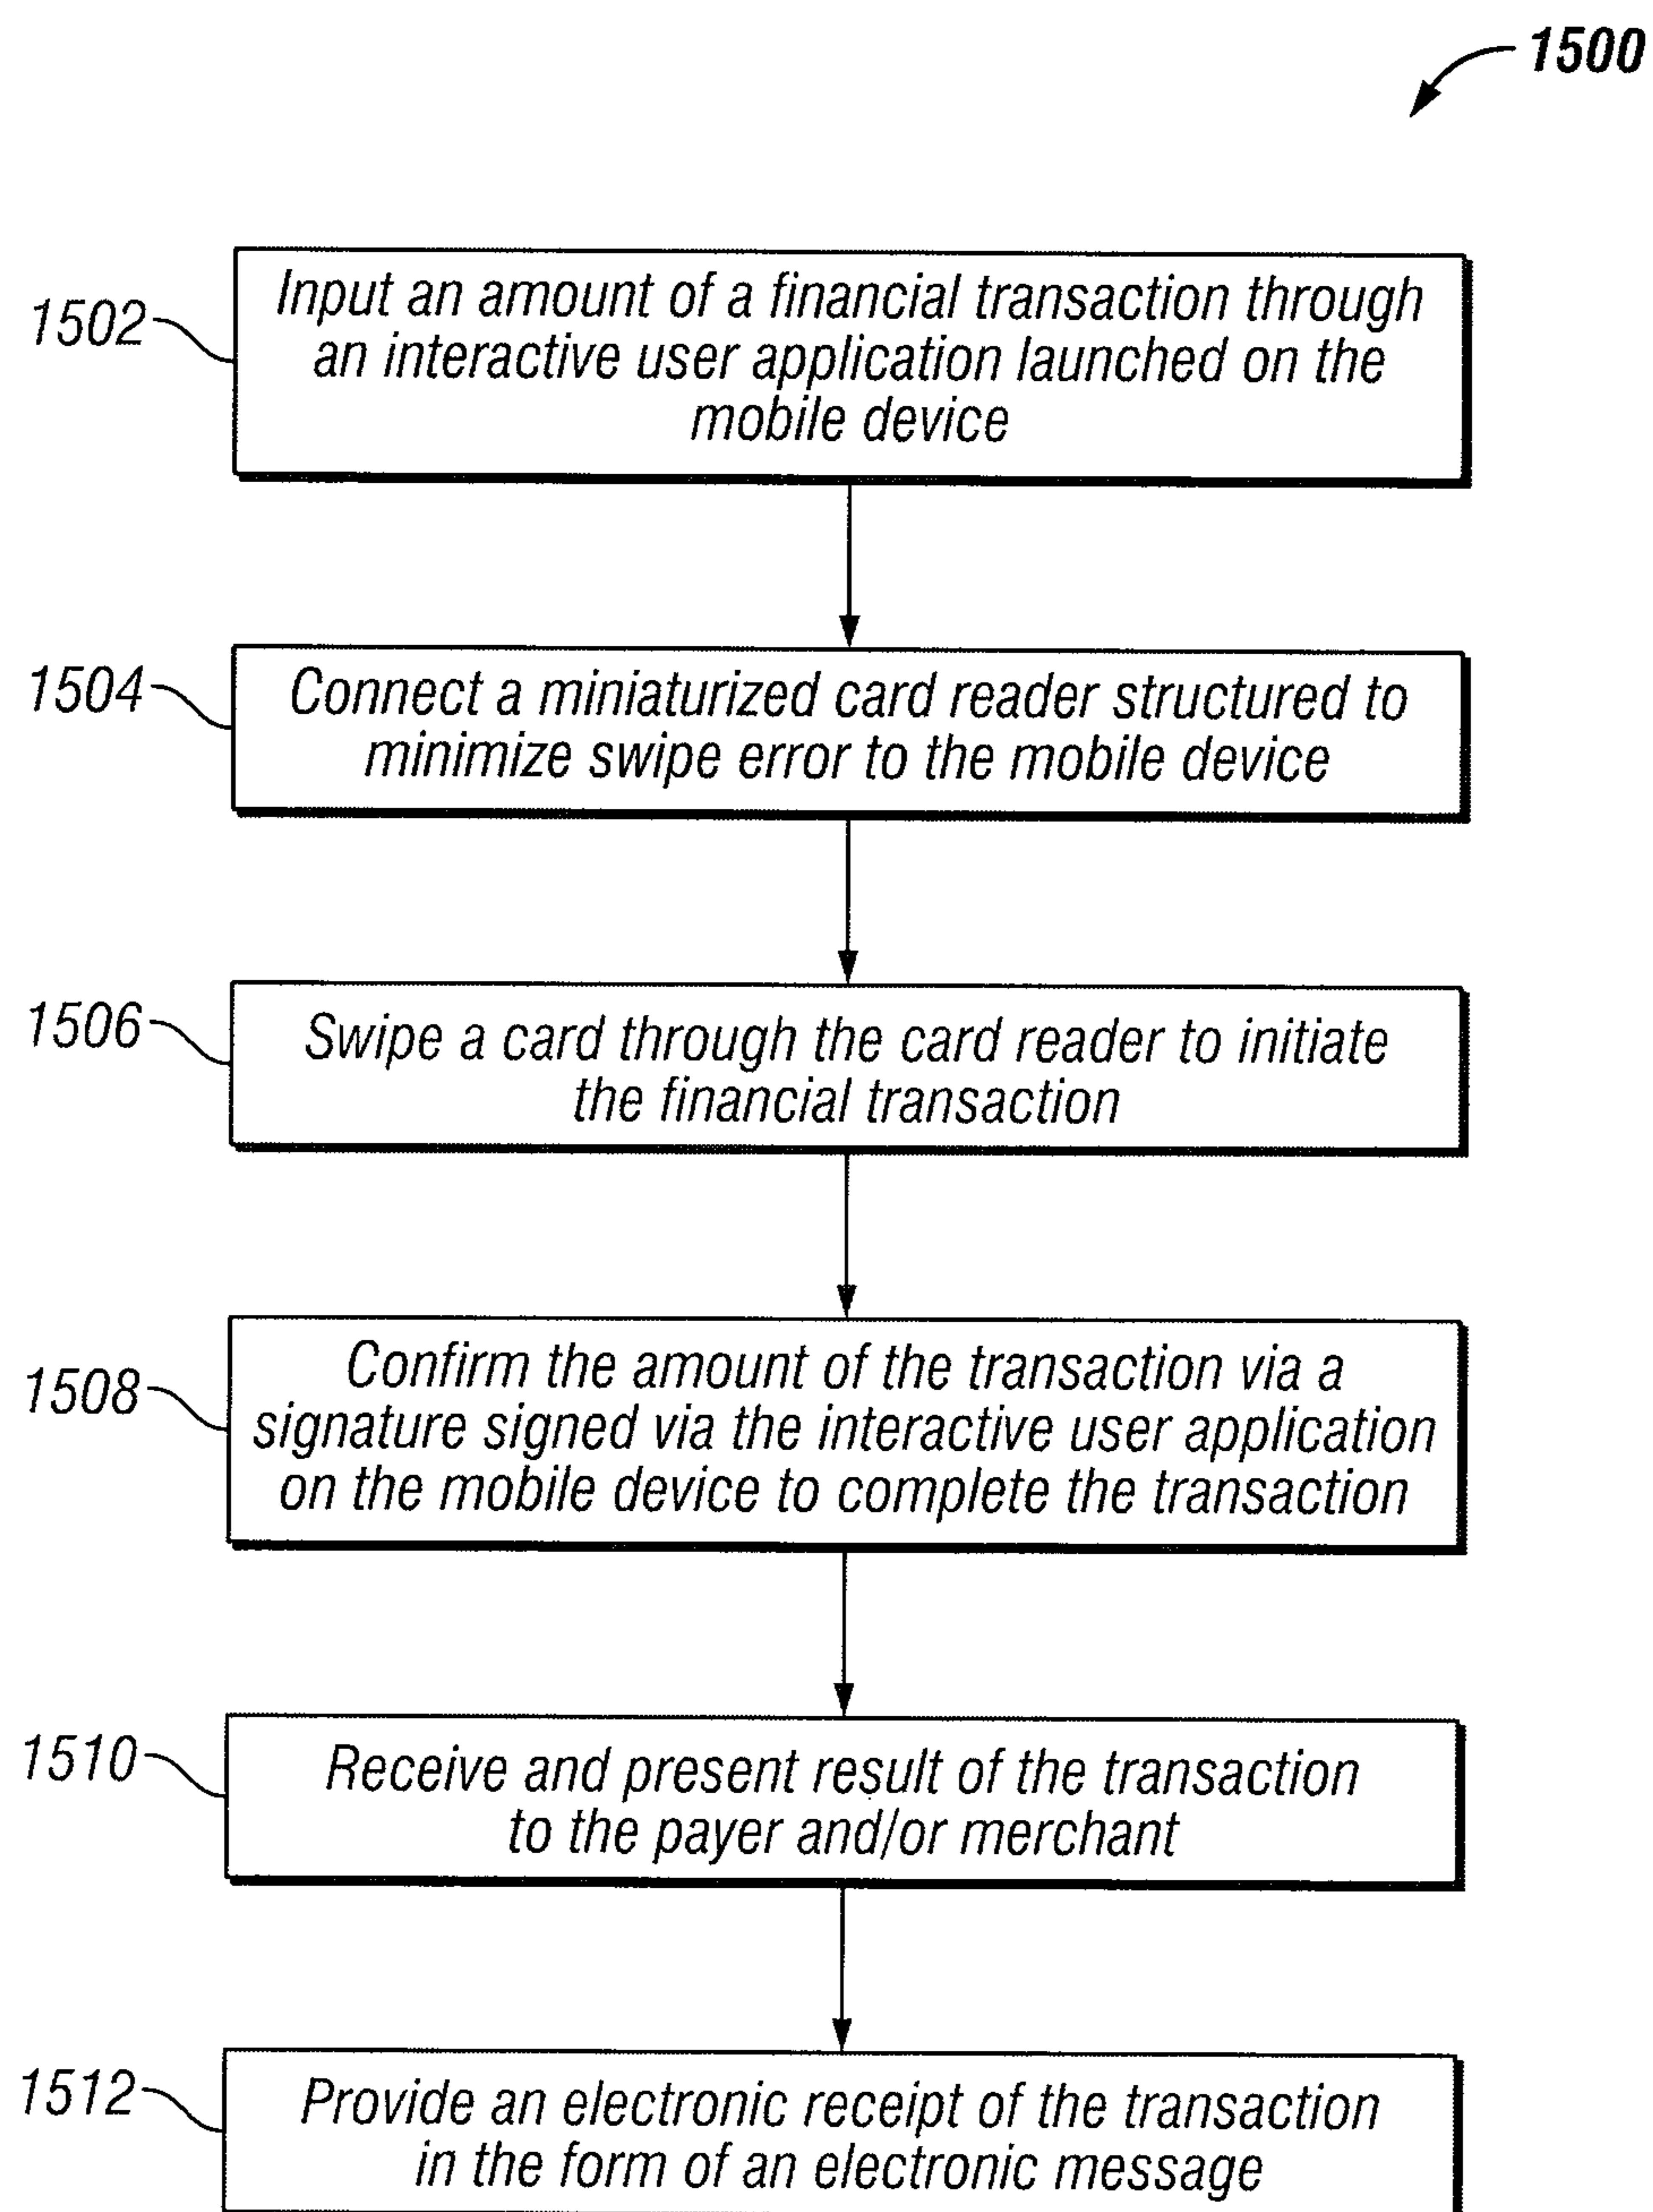 1500
1502
Input an amount of a financial transaction through
an interactive user application launched on the
mobile device
1504
Connect a miniaturized card reader structured to
minimize swipe error to the mobile device
1506
Swipe a card through the card reader to initiate
the financial transaction
1508
Confirm the amount of the transaction via a
signature signed via the interactive user application
on the mobile device to complete the transaction
1510
Receive and present result of the transaction
to the payer and/or merchant
1512
Provide an electronic receipt of the transaction
in the form of an electronic message